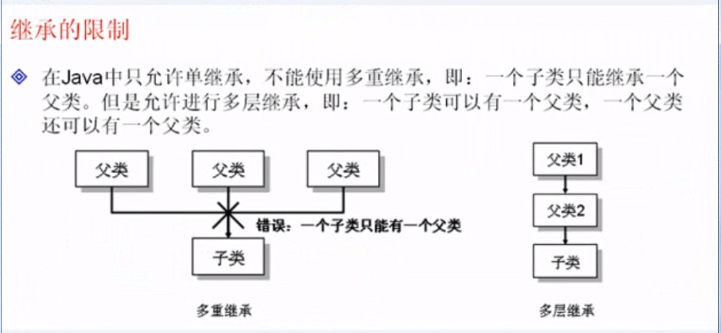 继承的限制
在Java中只允许单继承，不能使用多重继承，即：一个子类只能继承一个
父类。但是允许进行多层继承，即：一个子类可以有一个父类，一个父类
还可以有一个父类。
父类 父类 父类
错误：一个子类只能有一个父类
子类
多重继承
父类1
父类2
子类
多层继承